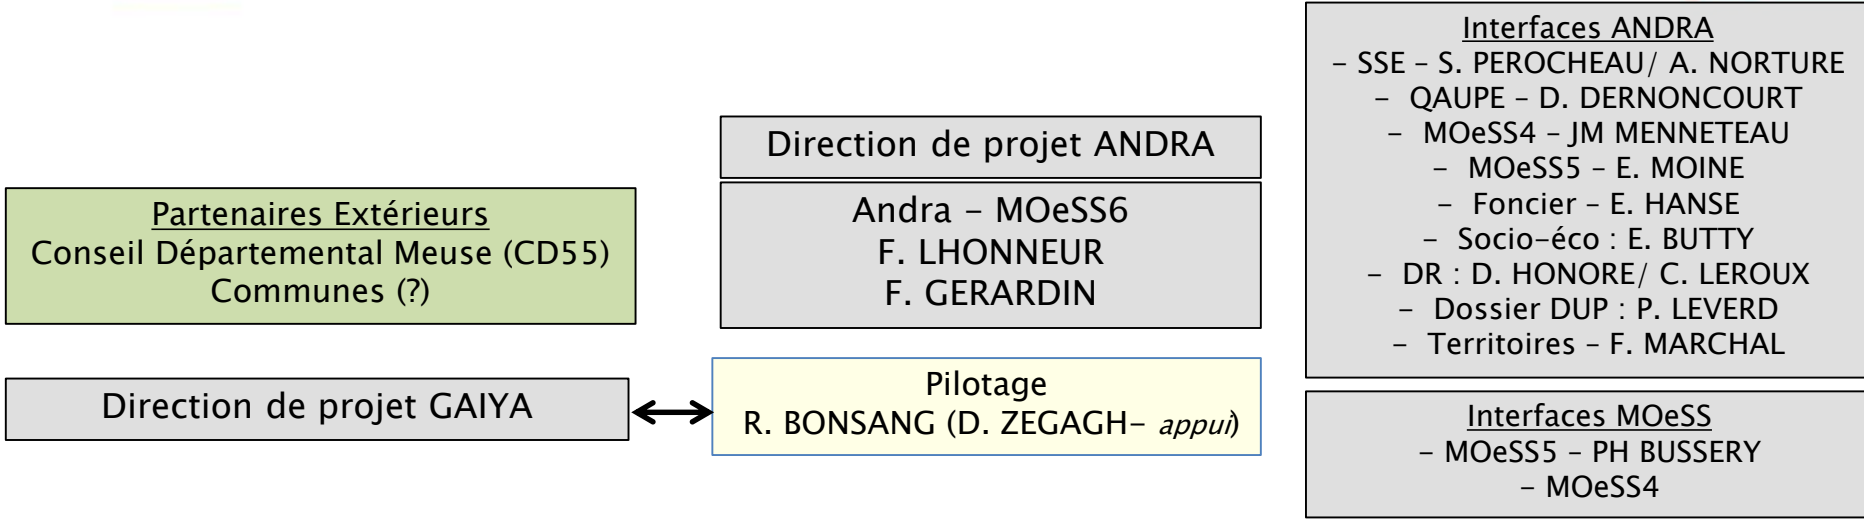 Partenaires Extérieurs
Conseil Départemental Meuse (CD55)
Communes (?)
Direction de projet GAIYA
Direction de projet ANDRA
Andra – MOeSS6
F. LHONNEUR
F. GERARDIN
Pilotage
R. BONSANG (D. ZEGAGH– appui)
Interfaces ANDRA
– SSE – S. PEROCHEAU/ A. NORTURE
– QAUPE – D. DERNONCOURT
– MOeSS4 – JM MENNETEAU
– MOeSS5 – E. MOINE
– Foncier – E. HANSE
– Socio-éco : E. BUTTY
– DR : D. HONORE/ C. LEROUX
– Dossier DUP : P. LEVERD
– Territoires – F. MARCHAL
Interfaces MOeSS
– MOeSS5 – PH BUSSERY
– MOeSS4